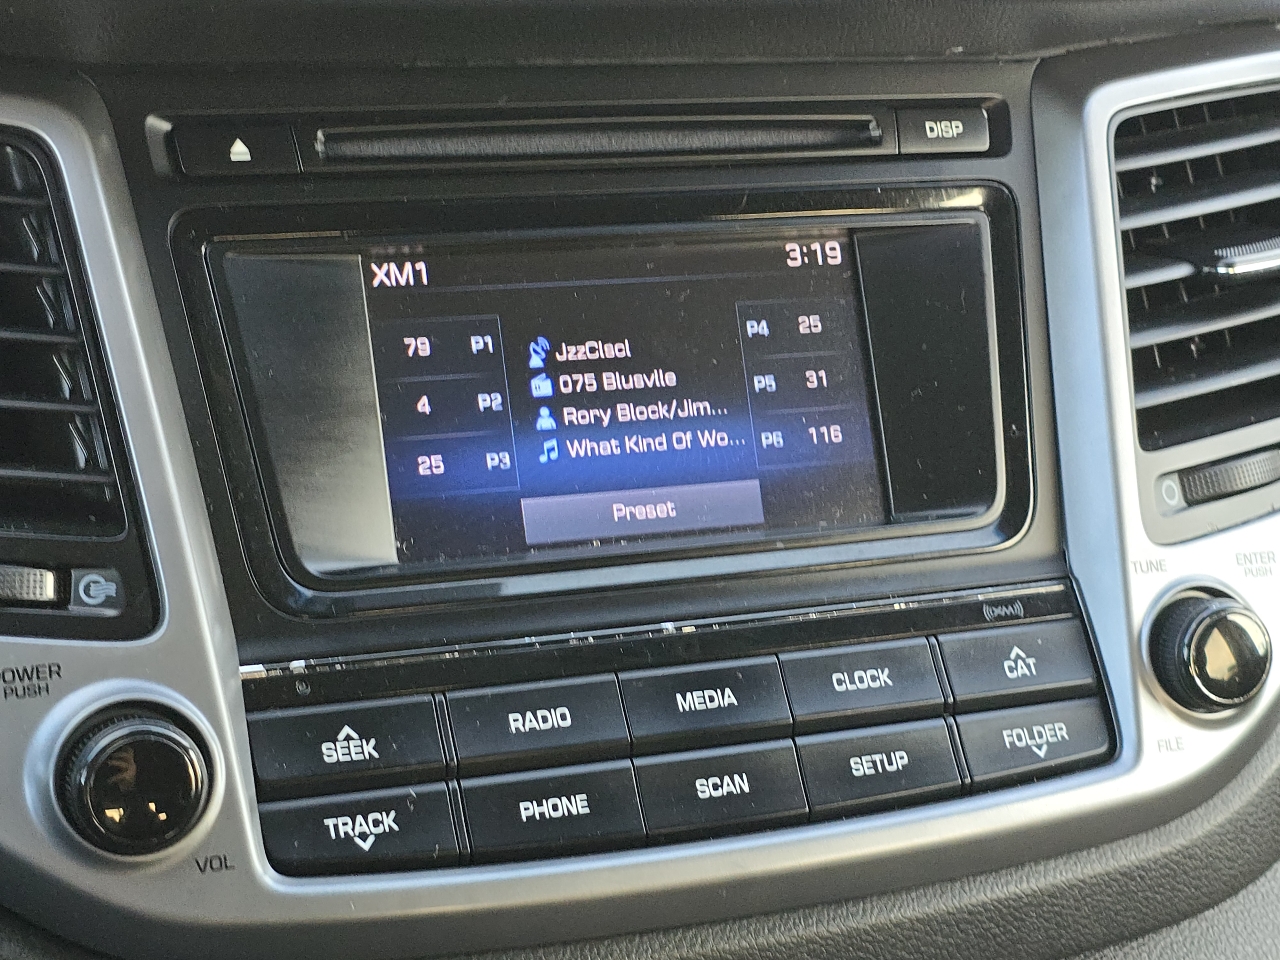 DISP
XM1 3:19
79 P1
4 P2
25 P3
JzzClscl
075 Blusvlle
Rory Block/Jim...
What Kind Of Wo...
P4 25
P5 31
P6 116
Preset
((XM))
TUNE
ENTER
PUSH
POWER
PUSH
SEEK
RADIO
MEDIA
CLOCK
CAT
TRACK
PHONE
SCAN
SETUP
FOLDER
VOL
FILE